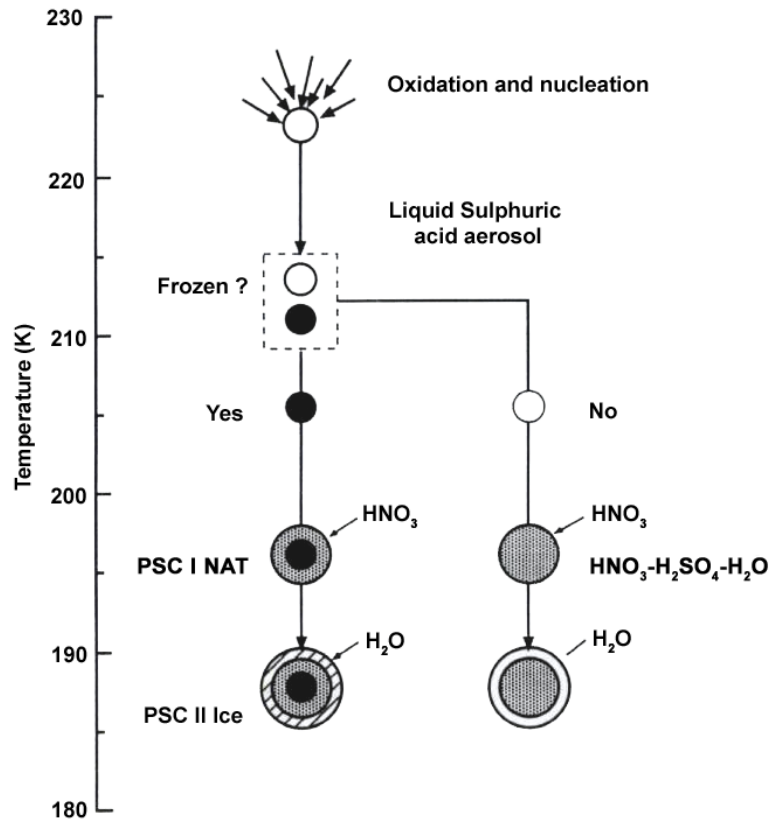 230
Oxidation and nucleation
220
Liquid Sulphuric
acid aerosol
Frozen ?
210
Temperature (K)
Yes
No
200
HNO₃
HNO₃
PSC I NAT
HNO₃-H₂SO₄-H₂O
190
H₂O
H₂O
PSC II Ice
180